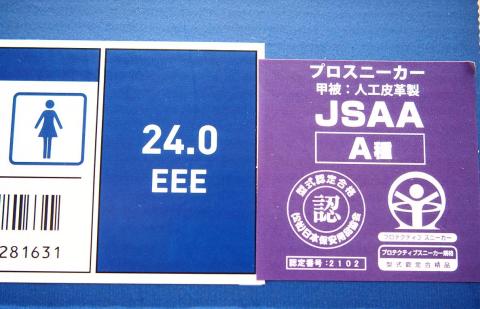 281631
24.0
EEE
プロスニーカー
甲被：人工皮革製
JSAA
A種
型式認定合格
認
(公社)日本保安用品協会
認定番号：2102
プロテクティブ スニーカー
プロテクティブスニーカー規格
型式認定合格品